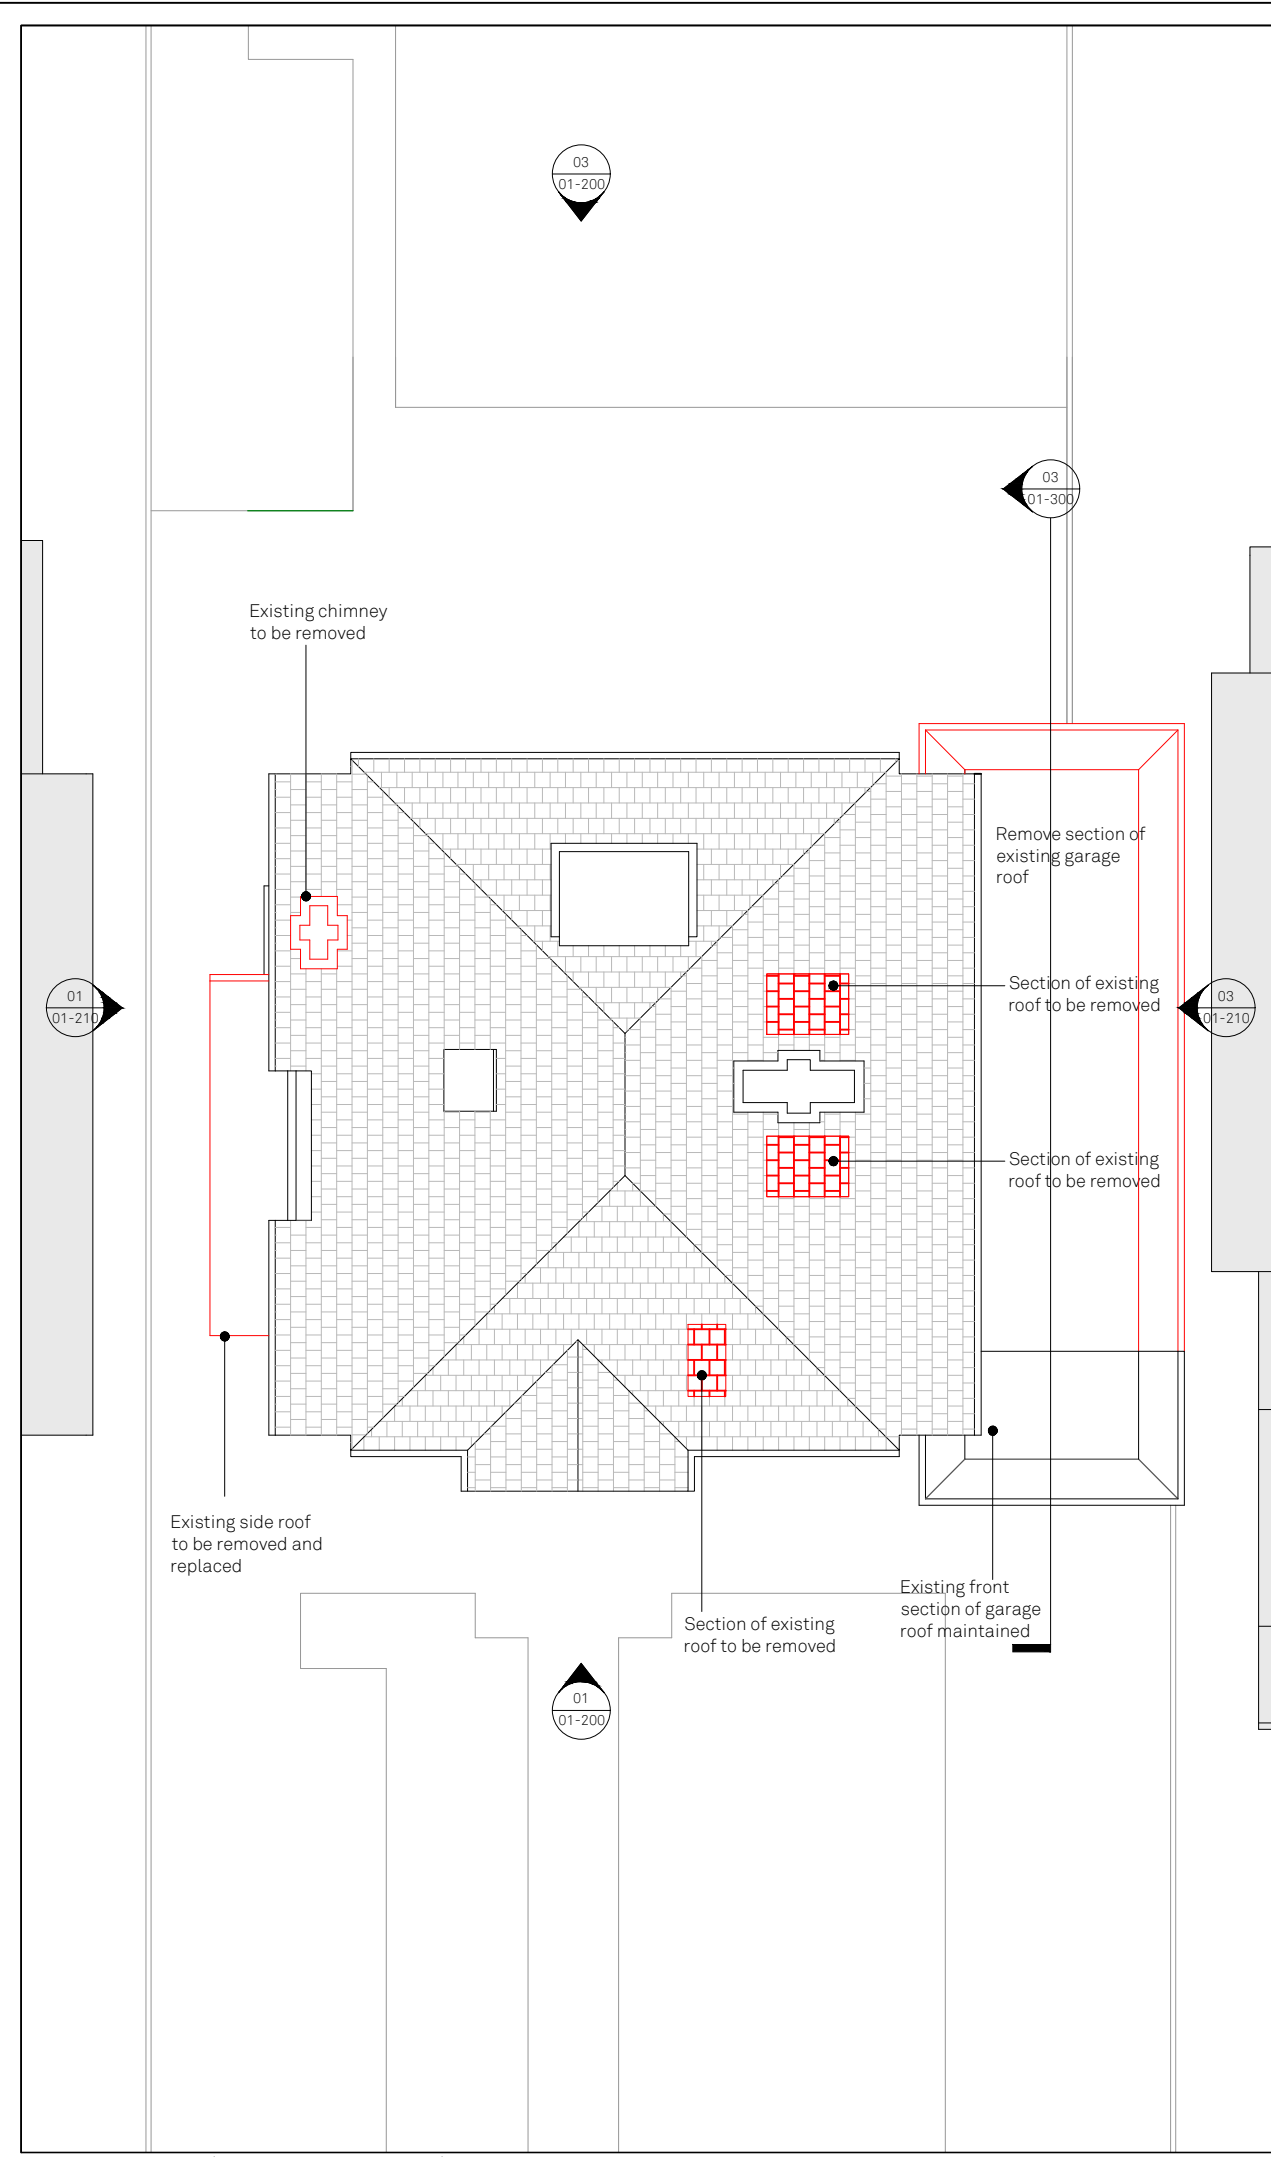 03
01-200
03
01-300
Existing chimney
to be removed
Remove section of
existing garage
roof
Section of existing
roof to be removed
01
01-210
03
01-210
Section of existing
roof to be removed
Existing side roof
to be removed and
replaced
Existing front
section of garage
roof maintained
Section of existing
roof to be removed
01
01-200